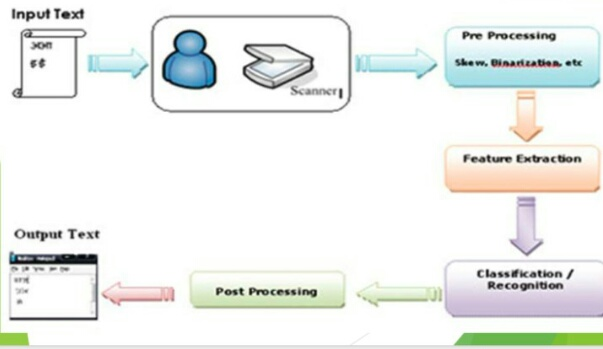 Input Text
Scanner
Pre Processing
Skew, Binarization, etc
Feature Extraction
Classification /
Recognition
Post Processing
Output Text